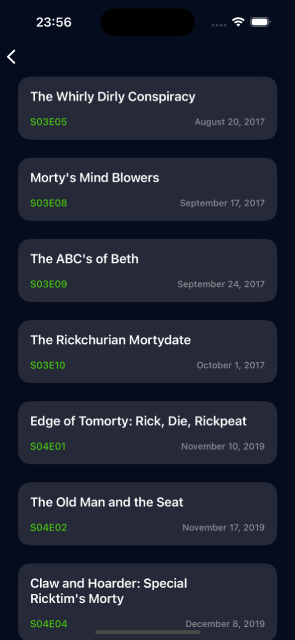 23:56
The Whirly Dirly Conspiracy
S03E05 August 20, 2017
Morty's Mind Blowers
S03E08 September 17, 2017
The ABC's of Beth
S03E09 September 24, 2017
The Rickchurian Mortydate
S03E10 October 1, 2017
Edge of Tomorty: Rick, Die, Rickpeat
S04E01 November 10, 2019
The Old Man and the Seat
S04E02 November 17, 2019
Claw and Hoarder: Special
Ricktim's Morty
S04E04 December 8, 2019